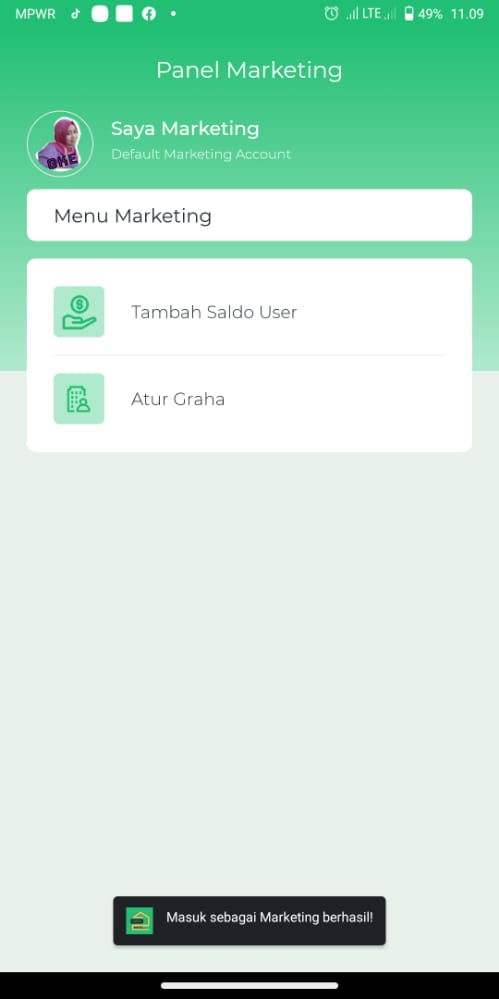 MPWR LTE 49% 11.09
Panel Marketing
Saya Marketing
Default Marketing Account
OKE
Menu Marketing
Tambah Saldo User
Atur Graha
Masuk sebagai Marketing berhasil!